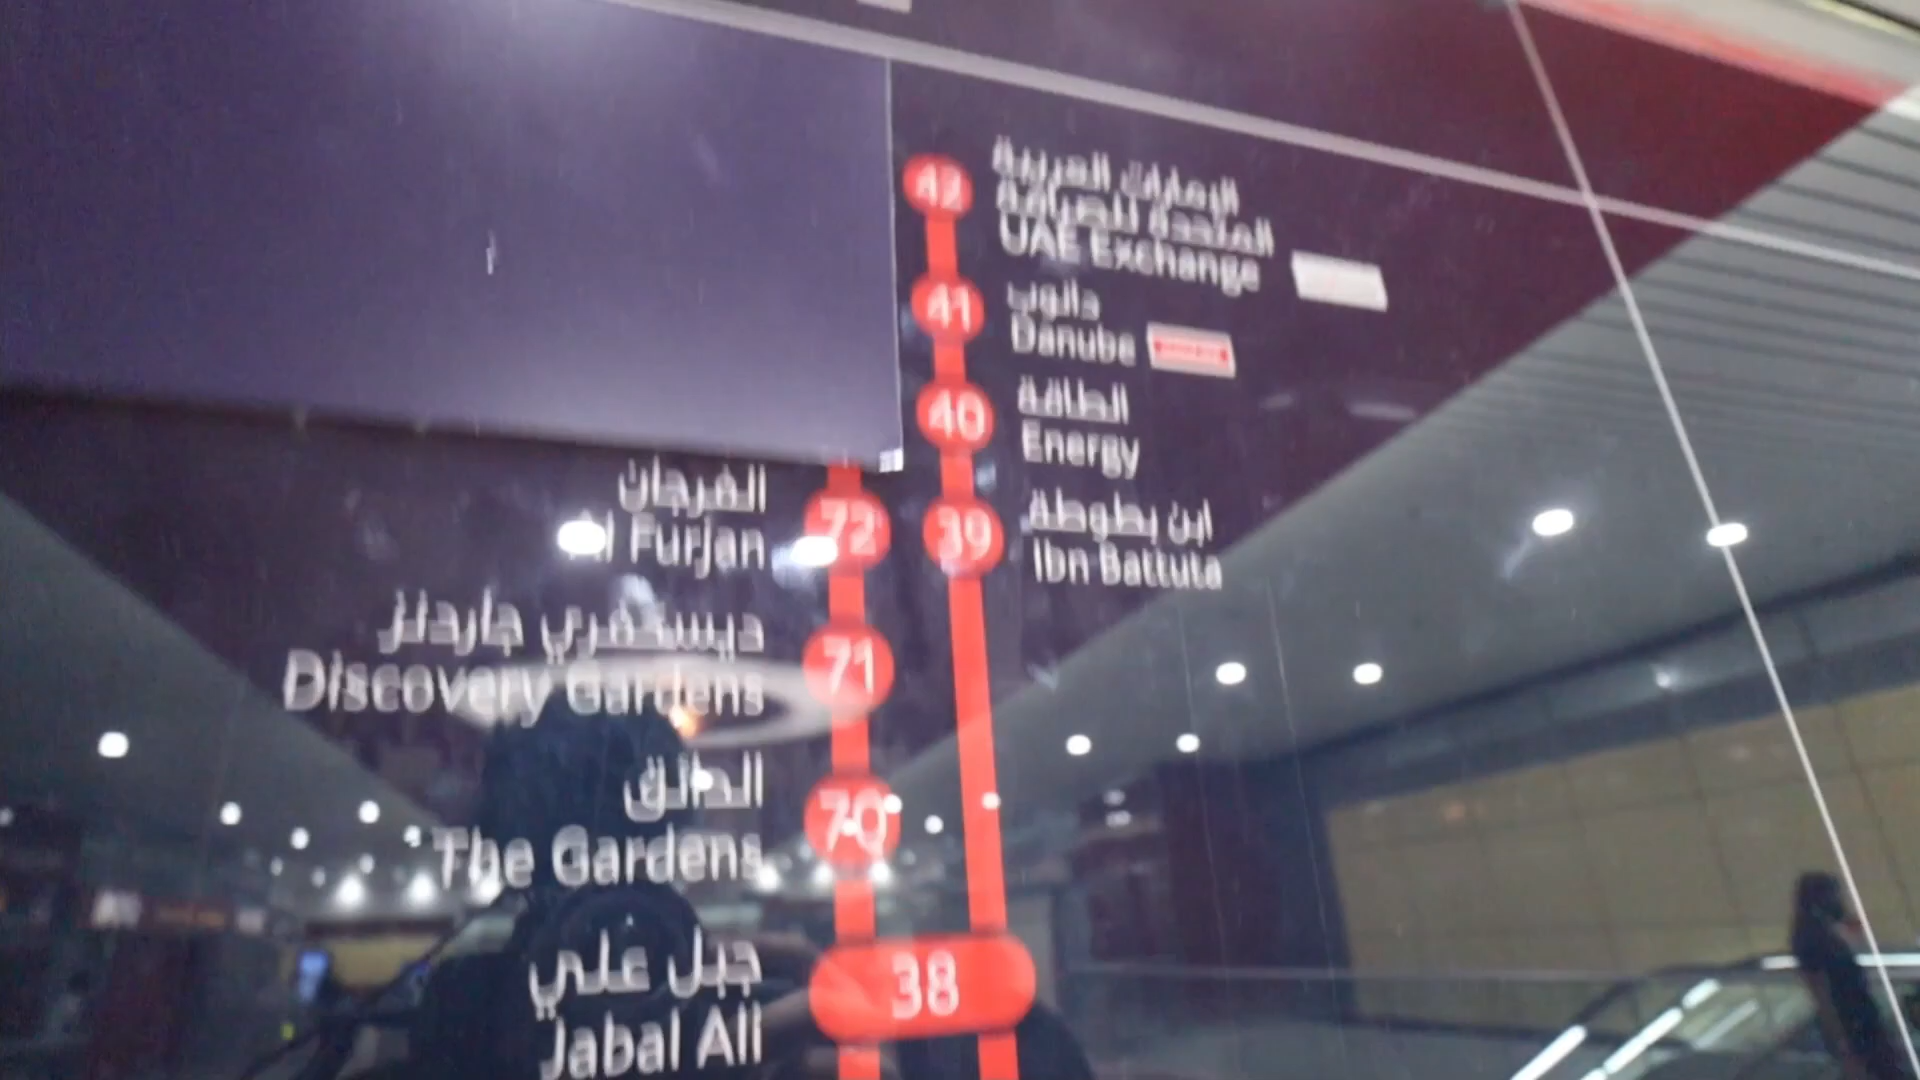 42
الإمارات العربية
المتحدة للصرافة
UAE Exchange
41
دانوب
Danube
40
الطاقة
Energy
39
ابن بطوطة
Ibn Battuta
72
الفرجان
Al Furjan
71
ديسكفري جاردنز
Discovery Gardens
70
الحدائق
The Gardens
38
جبل علي
Jabal Ali